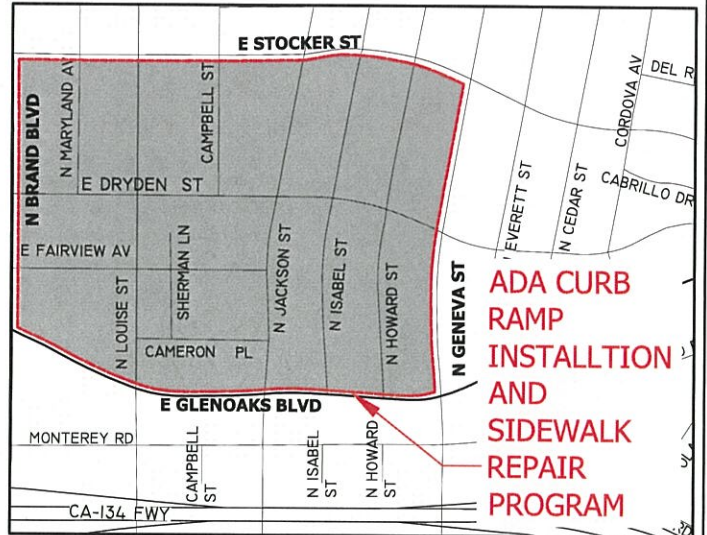 E STOCKER ST
N BRAND BLVD
N MARYLAND AV
CAMPBELL ST
CORDOVA AV
DEL R
E DRYDEN ST
EVERETT ST
N CEDAR ST
CABRILLO DR
E FAIRVIEW AV
N LOUISE ST
SHERMAN LN
N JACKSON ST
N ISABEL ST
N HOWARD ST
N GENEVA ST
CAMERON PL
E GLENOAKS BLVD
ADA CURB
RAMP
INSTALLTION
AND
SIDEWALK
REPAIR
PROGRAM
MONTEREY RD
CAMPBELL
ST
N ISABEL
ST
N HOWARD
ST
CA-134 FWY